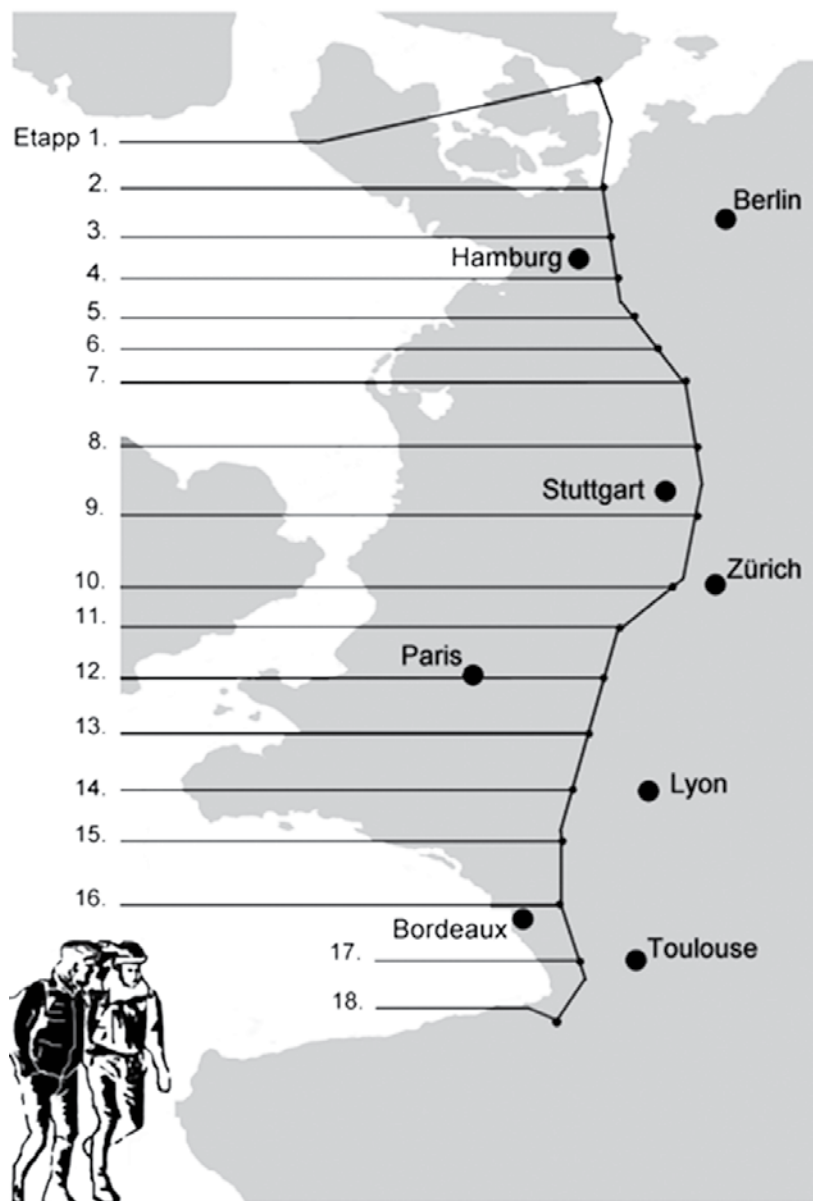 Etapp 1.
2.
Berlin
3.
Hamburg
4.
5.
6.
7.
8.
Stuttgart
9.
Zürich
10.
11.
Paris
12.
13.
14.
Lyon
15.
16.
Bordeaux
17.
Toulouse
18.